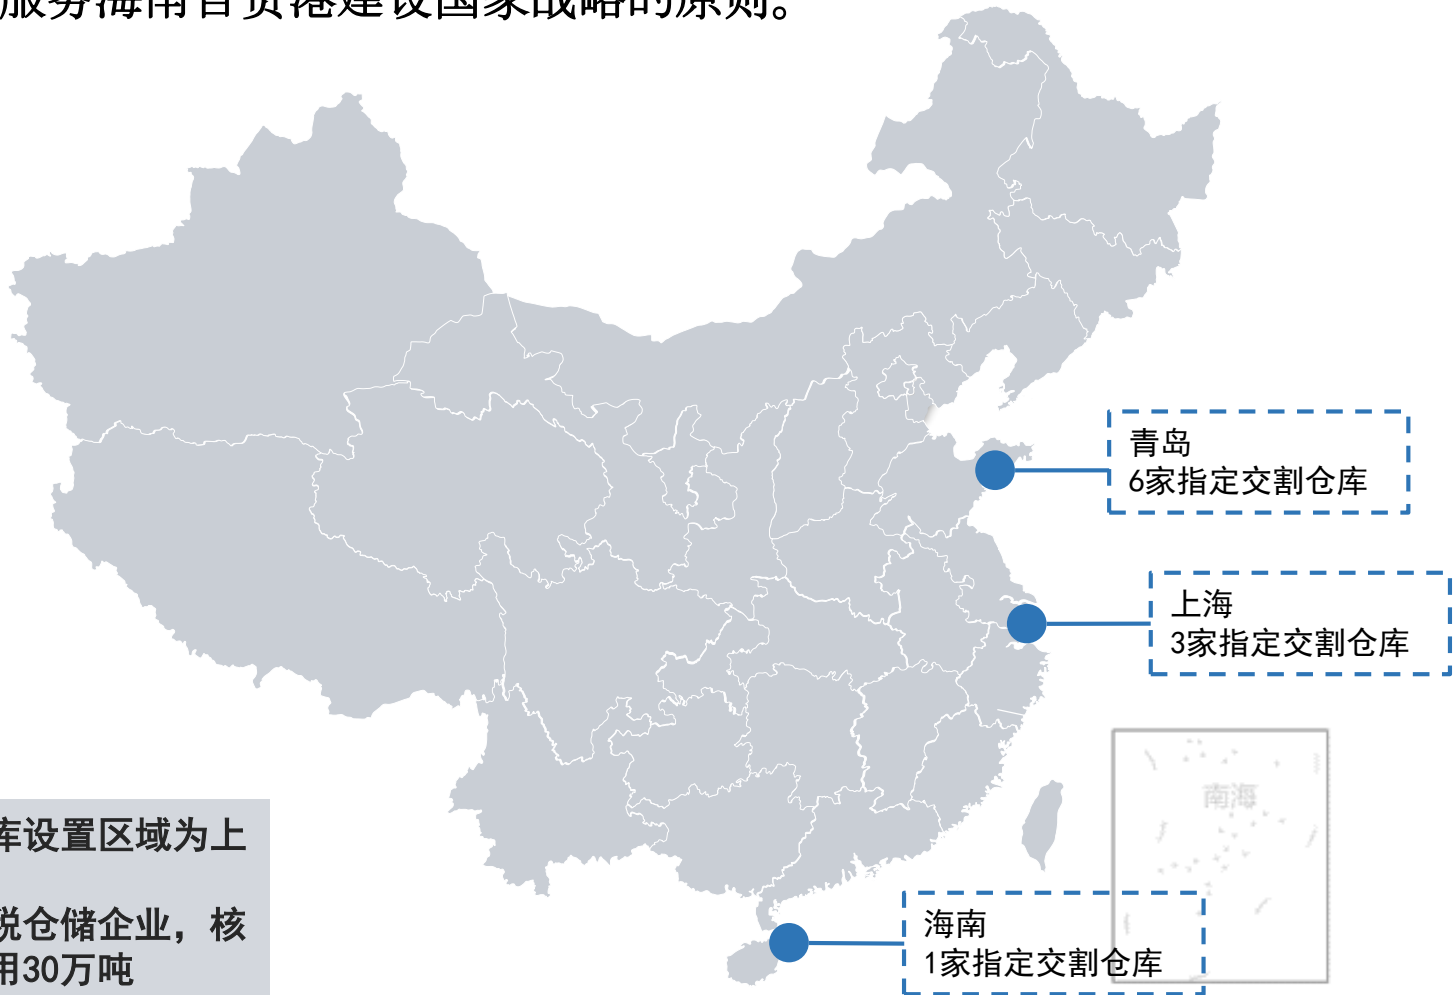 服务海南自贸港建设国家战略的原则。
青岛
6家指定交割仓库
上海
3家指定交割仓库
南海
库设置区域为上
税仓储企业，核
用30万吨
海南
1家指定交割仓库